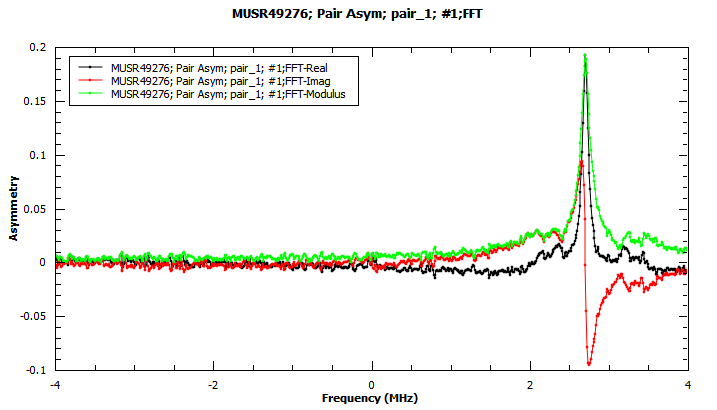 MUSR49276; Pair Asym; pair_1; #1;FFT
MUSR49276; Pair Asym; pair_1; #1;FFT-Real
MUSR49276; Pair Asym; pair_1; #1;FFT-Imag
MUSR49276; Pair Asym; pair_1; #1;FFT-Modulus
0.2
0.15
0.1
0.05
0
-0.05
-0.1
Asymmetry
-4
-2
0
2
4
Frequency (MHz)